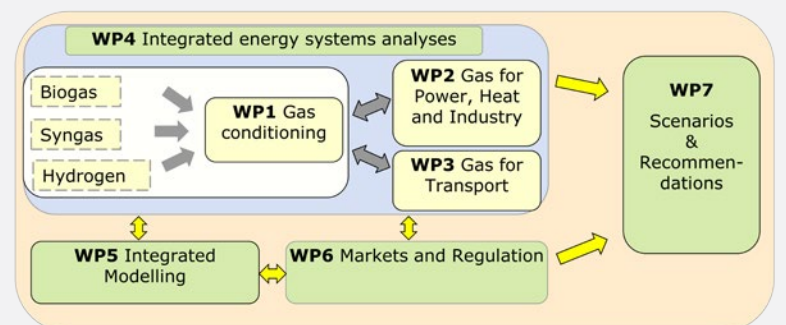 WP4 Integrated energy systems analyses
Biogas
Syngas
Hydrogen
WP1 Gas
conditioning
WP2 Gas for
Power, Heat
and Industry
WP3 Gas for
Transport
WP7
Scenarios
&
Recommen-
dations
WP5 Integrated
Modelling
WP6 Markets and Regulation